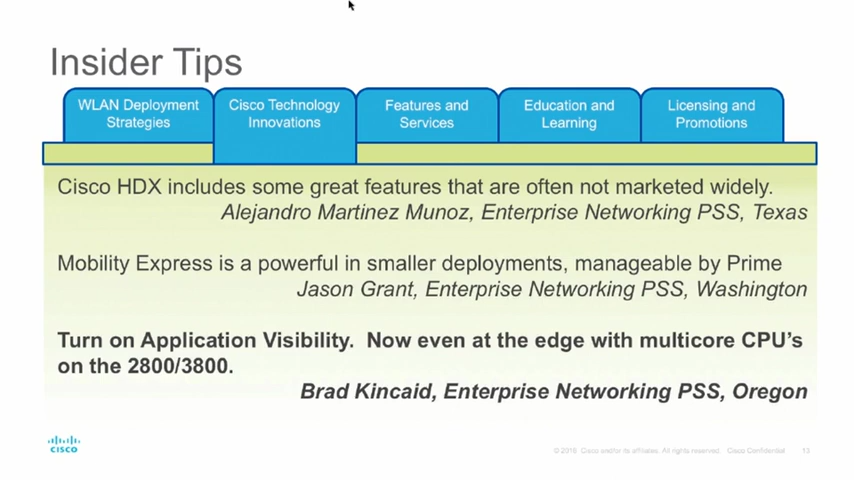 Insider Tips
WLAN Deployment
Strategies
Cisco Technology
Innovations
Features and
Services
Education and
Learning
Licensing and
Promotions
Cisco HDX includes some great features that are often not marketed widely.
Alejandro Martinez Munoz, Enterprise Networking PSS, Texas
Mobility Express is a powerful in smaller deployments, manageable by Prime
Jason Grant, Enterprise Networking PSS, Washington
Turn on Application Visibility.  Now even at the edge with multicore CPU's
on the 2800/3800.
Brad Kincaid, Enterprise Networking PSS, Oregon
CISCO
© 2016 Cisco and/or its affiliates. All rights reserved. Cisco Confidential 13